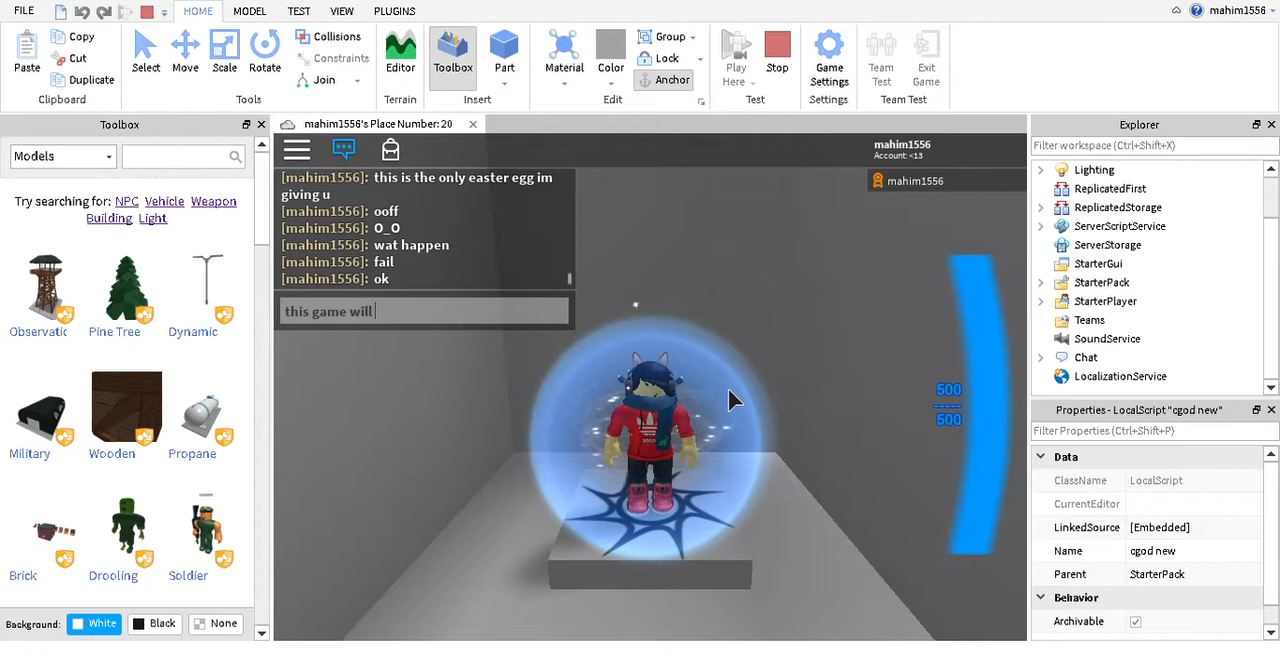 FILE HOME MODEL TEST VIEW PLUGINS mahim1556
Paste Copy Cut Duplicate Clipboard
Select Move Scale Rotate Collisions Constraints Join Tools
Editor Terrain
Toolbox Part Insert
Material Color Group Lock Anchor Edit
Play Here Stop Test
Game Settings Settings
Team Test Exit Game Team Test
Toolbox
Models
Try searching for: NPC Vehicle Weapon
Building Light
Observatic Pine Tree Dynamic
Military Wooden Propane
Brick Drooling Soldier
Background: White Black None
mahim1556's Place Number: 20
[mahim1556]: this is the only easter egg im
giving u
[mahim1556]: ooff
[mahim1556]: O_O
[mahim1556]: wat happen
[mahim1556]: fail
[mahim1556]: ok
this game will
mahim1556
Account: <13
mahim1556
500
500
Explorer
Filter workspace (Ctrl+Shift+X)
Lighting
ReplicatedFirst
ReplicatedStorage
ServerScriptService
ServerStorage
StarterGui
StarterPack
StarterPlayer
Teams
SoundService
Chat
LocalizationService
Properties - LocalScript "cgod new"
Filter Properties (Ctrl+Shift+P)
Data
ClassName LocalScript
CurrentEditor
LinkedSource [Embedded]
Name cgod new
Parent StarterPack
Behavior
Archivable